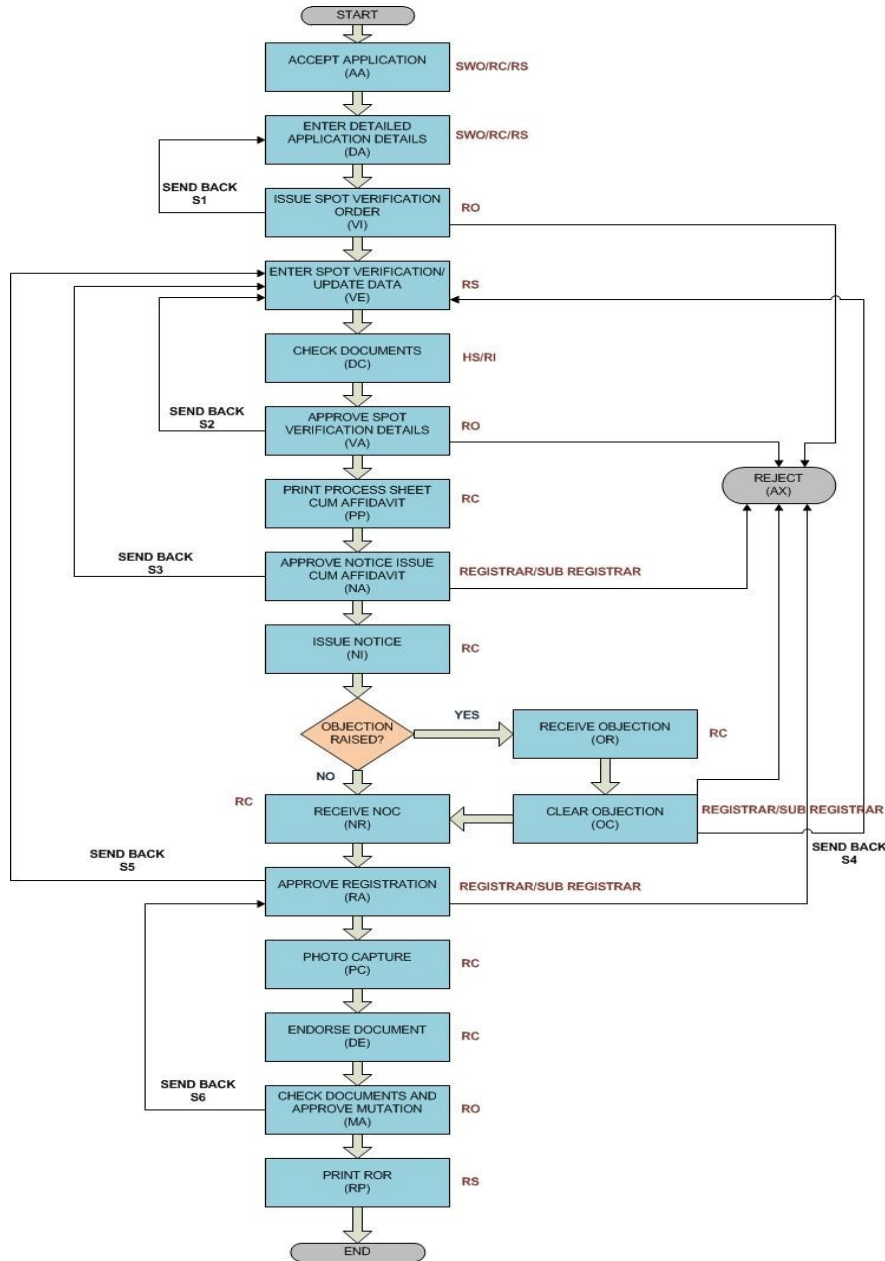 START
ACCEPT APPLICATION
(AA)
SWO/RC/RS
ENTER DETAILED
APPLICATION DETAILS
(DA)
SWO/RC/RS
SEND BACK
S1
ISSUE SPOT VERIFICATION
ORDER
(VI)
RO
ENTER SPOT VERIFICATION/
UPDATE DATA
(VE)
RS
CHECK DOCUMENTS
(DC)
HS/RI
SEND BACK
S2
APPROVE SPOT
VERIFICATION DETAILS
(VA)
RO
REJECT
(AX)
PRINT PROCESS SHEET
CUM AFFIDAVIT
(PP)
RC
SEND BACK
S3
APPROVE NOTICE ISSUE
CUM AFFIDAVIT
(NA)
REGISTRAR/SUB REGISTRAR
ISSUE NOTICE
(NI)
RC
OBJECTION
RAISED?
YES
RECEIVE OBJECTION
(OR)
RC
NO
RC
RECEIVE NOC
(NR)
CLEAR OBJECTION
(OC)
REGISTRAR/SUB REGISTRAR
SEND BACK
S4
SEND BACK
S5
APPROVE REGISTRATION
(RA)
REGISTRAR/SUB REGISTRAR
PHOTO CAPTURE
(PC)
RC
ENDORSE DOCUMENT
(DE)
RC
SEND BACK
S6
CHECK DOCUMENTS AND
APPROVE MUTATION
(MA)
RO
PRINT ROR
(RP)
RS
END